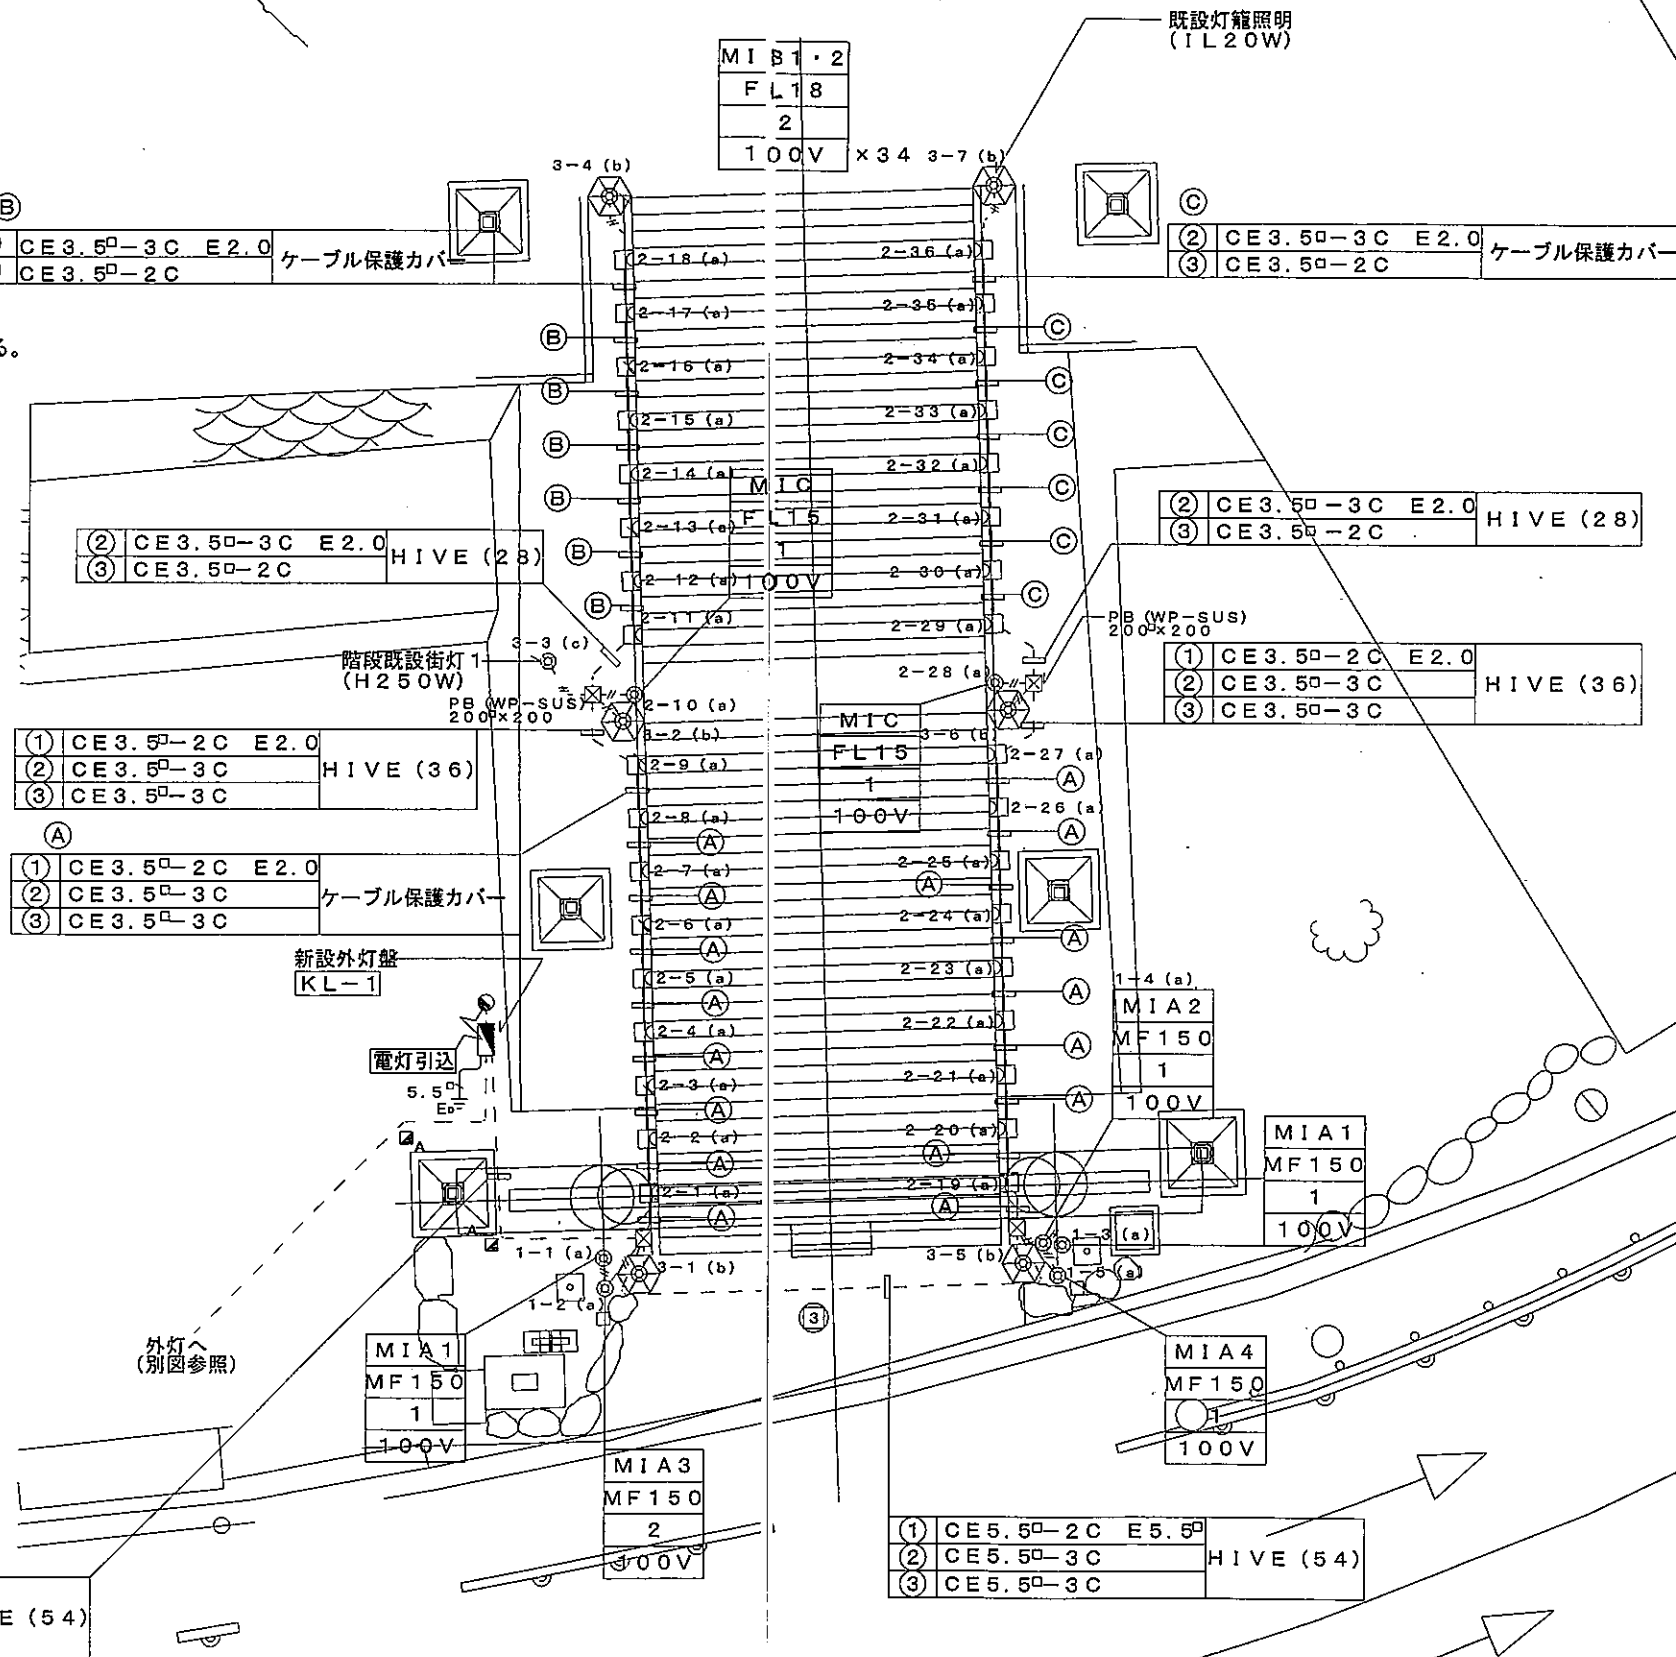 既設灯籠照明
(IL20W)
MIB1・2
FL18
2
100V ×34
3-4 (b)
3-7 (b)
B
CE3.5□-3C E2.0
CE3.5□-2C
ケーブル保護カバー
C
② CE3.5□-3C E2.0
③ CE3.5□-2C
ケーブル保護カバー
る。
2-18 (a)
2-36 (a)
2-17 (a)
2-35 (a)
B
C
2-16 (a)
2-34 (a)
B
C
2-15 (a)
2-33 (a)
B
C
2-14 (a)
2-32 (a)
MIC
FL15
1
100V
B
C
2-13 (a)
2-31 (a)
B
C
2-12 (a)
2-30 (a)
B
C
2-11 (a)
2-29 (a)
② CE3.5□-3C E2.0
③ CE3.5□-2C
HIVE (28)
② CE3.5□-3C E2.0
③ CE3.5□-2C
HIVE (28)
PB (WP-SUS)
200□×200
3-3 (c)
階段既設街灯1
(H250W)
PB (WP-SUS)
200□×200
2-28 (a)
2-10 (a)
3-2 (b)
3-6 (b)
① CE3.5□-2C E2.0
② CE3.5□-3C
③ CE3.5□-3C
HIVE (36)
MIC
FL15
1
100V
① CE3.5□-2C E2.0
② CE3.5□-3C
③ CE3.5□-3C
HIVE (36)
2-9 (a)
2-27 (a)
A
2-8 (a)
2-26 (a)
A
A
A
① CE3.5□-2C E2.0
② CE3.5□-3C
③ CE3.5□-3C
ケーブル保護カバー
2-7 (a)
2-25 (a)
A
A
2-6 (a)
2-24 (a)
A
A
新設外灯盤
KL-1
2-5 (a)
2-23 (a)
A
A
2-4 (a)
2-22 (a)
A
A
2-3 (a)
2-21 (a)
A
A
2-2 (a)
2-20 (a)
A
A
2-1 (a)
2-19 (a)
A
A
電灯引込
5.5□
ED
A
A
1-4 (a)
MIA2
MF150
1
100V
MIA1
MF150
1
100V
1-1 (a)
1-2 (a)
3-1 (b)
3-5 (b)
1-3 (a)
1-5 (a)
3
外灯へ
(別図参照)
MIA1
MF150
1
100V
MIA4
MF150
1
100V
MIA3
MF150
2
100V
① CE5.5□-2C E5.5□
② CE5.5□-3C
③ CE5.5□-3C
HIVE (54)
E (54)